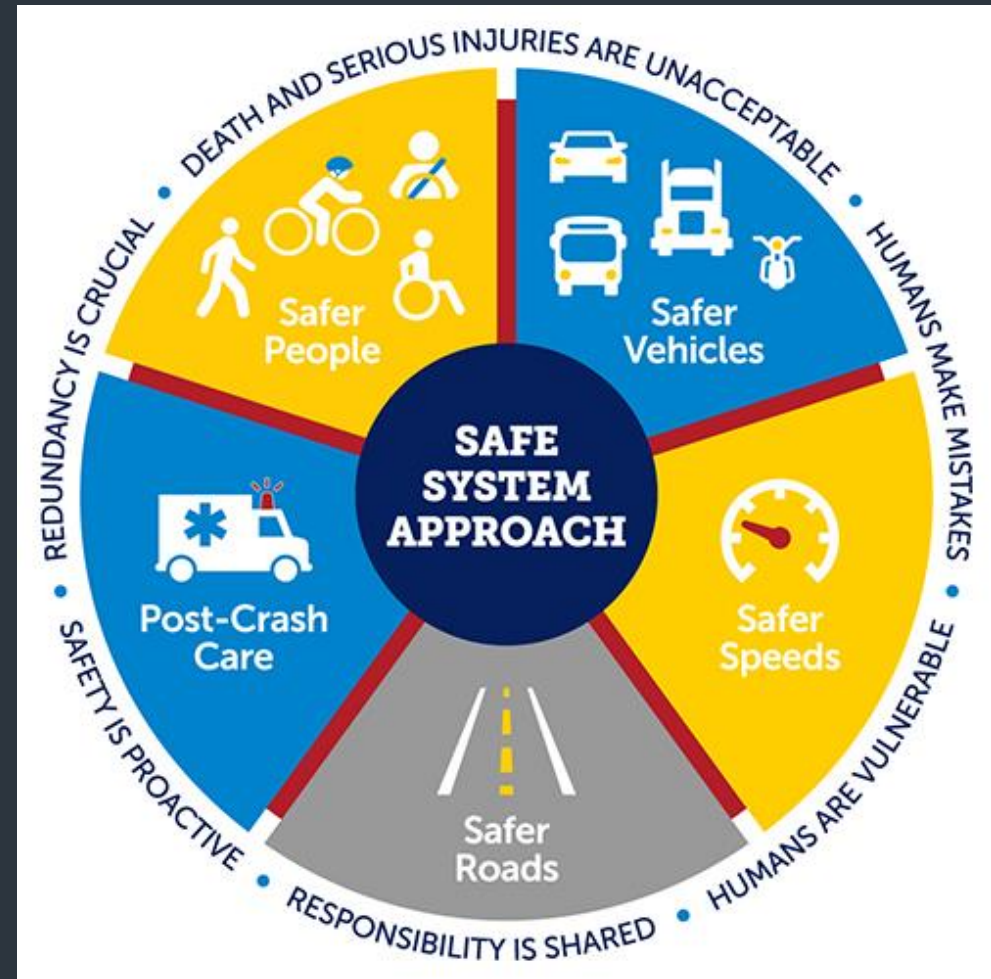 DEATH AND SERIOUS INJURIES ARE UNACCEPTABLE
HUMANS MAKE MISTAKES
HUMANS ARE VULNERABLE
RESPONSIBILITY IS SHARED
SAFETY IS PROACTIVE
REDUNDANCY IS CRUCIAL
Safer
People
Safer
Vehicles
SAFE
SYSTEM
APPROACH
Post-Crash
Care
Safer
Speeds
Safer
Roads